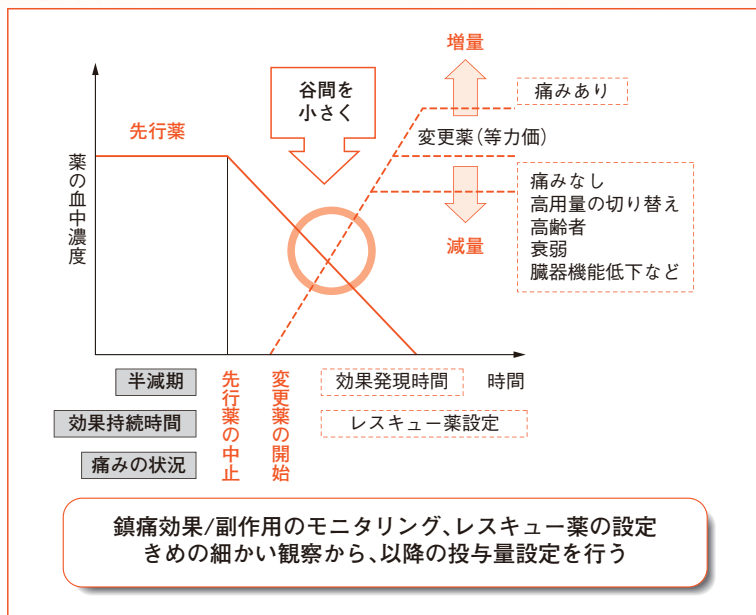 増量
谷間を
小さく
痛みあり
先行薬
変更薬（等力価）
薬の血中濃度
痛みなし
高用量の切り替え
高齢者
衰弱
臓器機能低下など
減量
半減期
効果持続時間
痛みの状況
先行薬の中止
変更薬の開始
効果発現時間
時間
レスキュー薬設定
鎮痛効果/副作用のモニタリング、レスキュー薬の設定
きめの細かい観察から、以降の投与量設定を行う